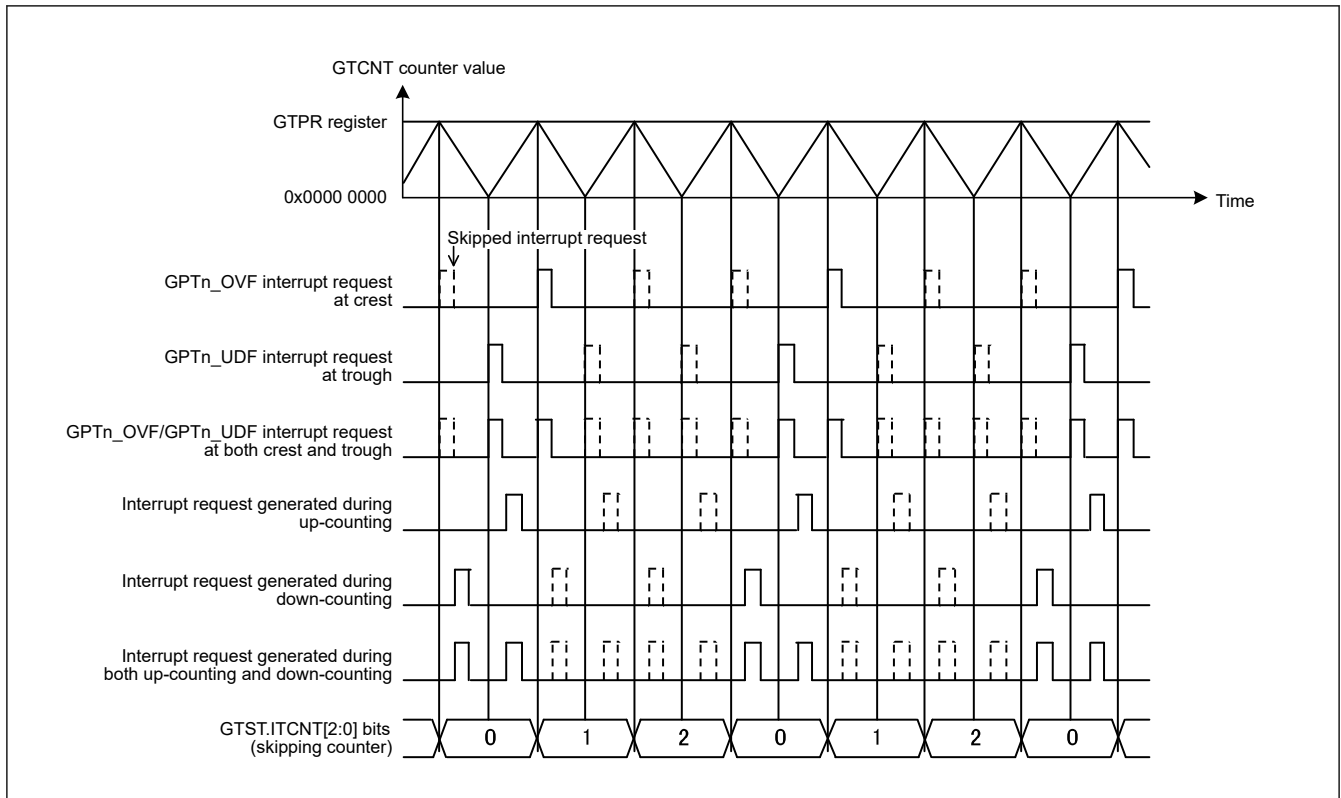 GTCNT counter value
GTPR register
0x0000 0000
Time
Skipped interrupt request
GPTn_OVF interrupt request
at crest
GPTn_UDF interrupt request
at trough
GPTn_OVF/GPTn_UDF interrupt request
at both crest and trough
Interrupt request generated during
up-counting
Interrupt request generated during
down-counting
Interrupt request generated during
both up-counting and down-counting
GTST.ITCNT[2:0] bits
(skipping counter)
0 1 2 0 1 2 0